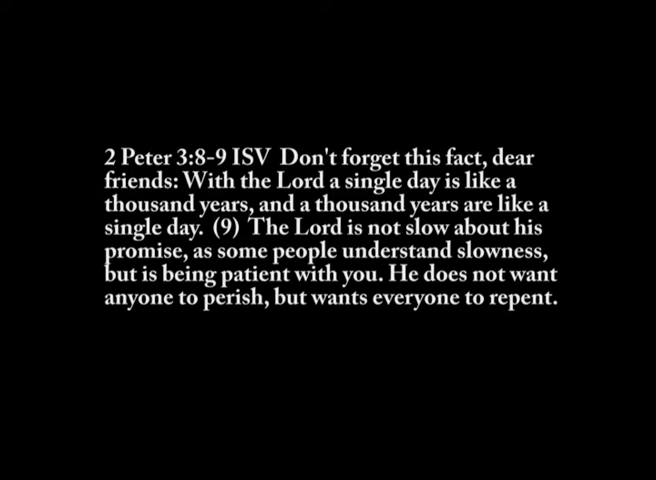 2 Peter 3:8-9 ISV  Don't forget this fact, dear
friends: With the Lord a single day is like a
thousand years, and a thousand years are like a
single day.  (9)  The Lord is not slow about his
promise, as some people understand slowness,
but is being patient with you. He does not want
anyone to perish, but wants everyone to repent.